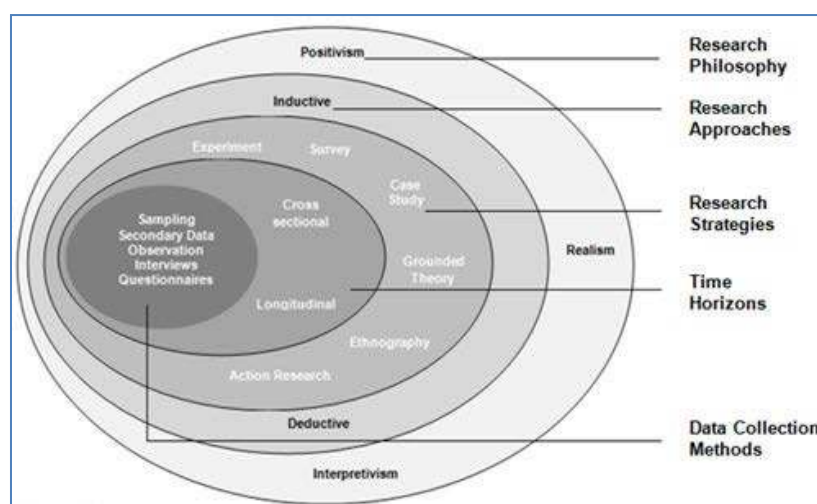 Positivism
Research
Philosophy
Inductive
Research
Approaches
Experiment
Survey
Case
Study
Research
Strategies
Cross
sectional
Sampling
Secondary Data
Observation
Interviews
Questionnaires
Realism
Grounded
Theory
Time
Horizons
Longitudinal
Ethnography
Action Research
Deductive
Data Collection
Methods
Interpretivism